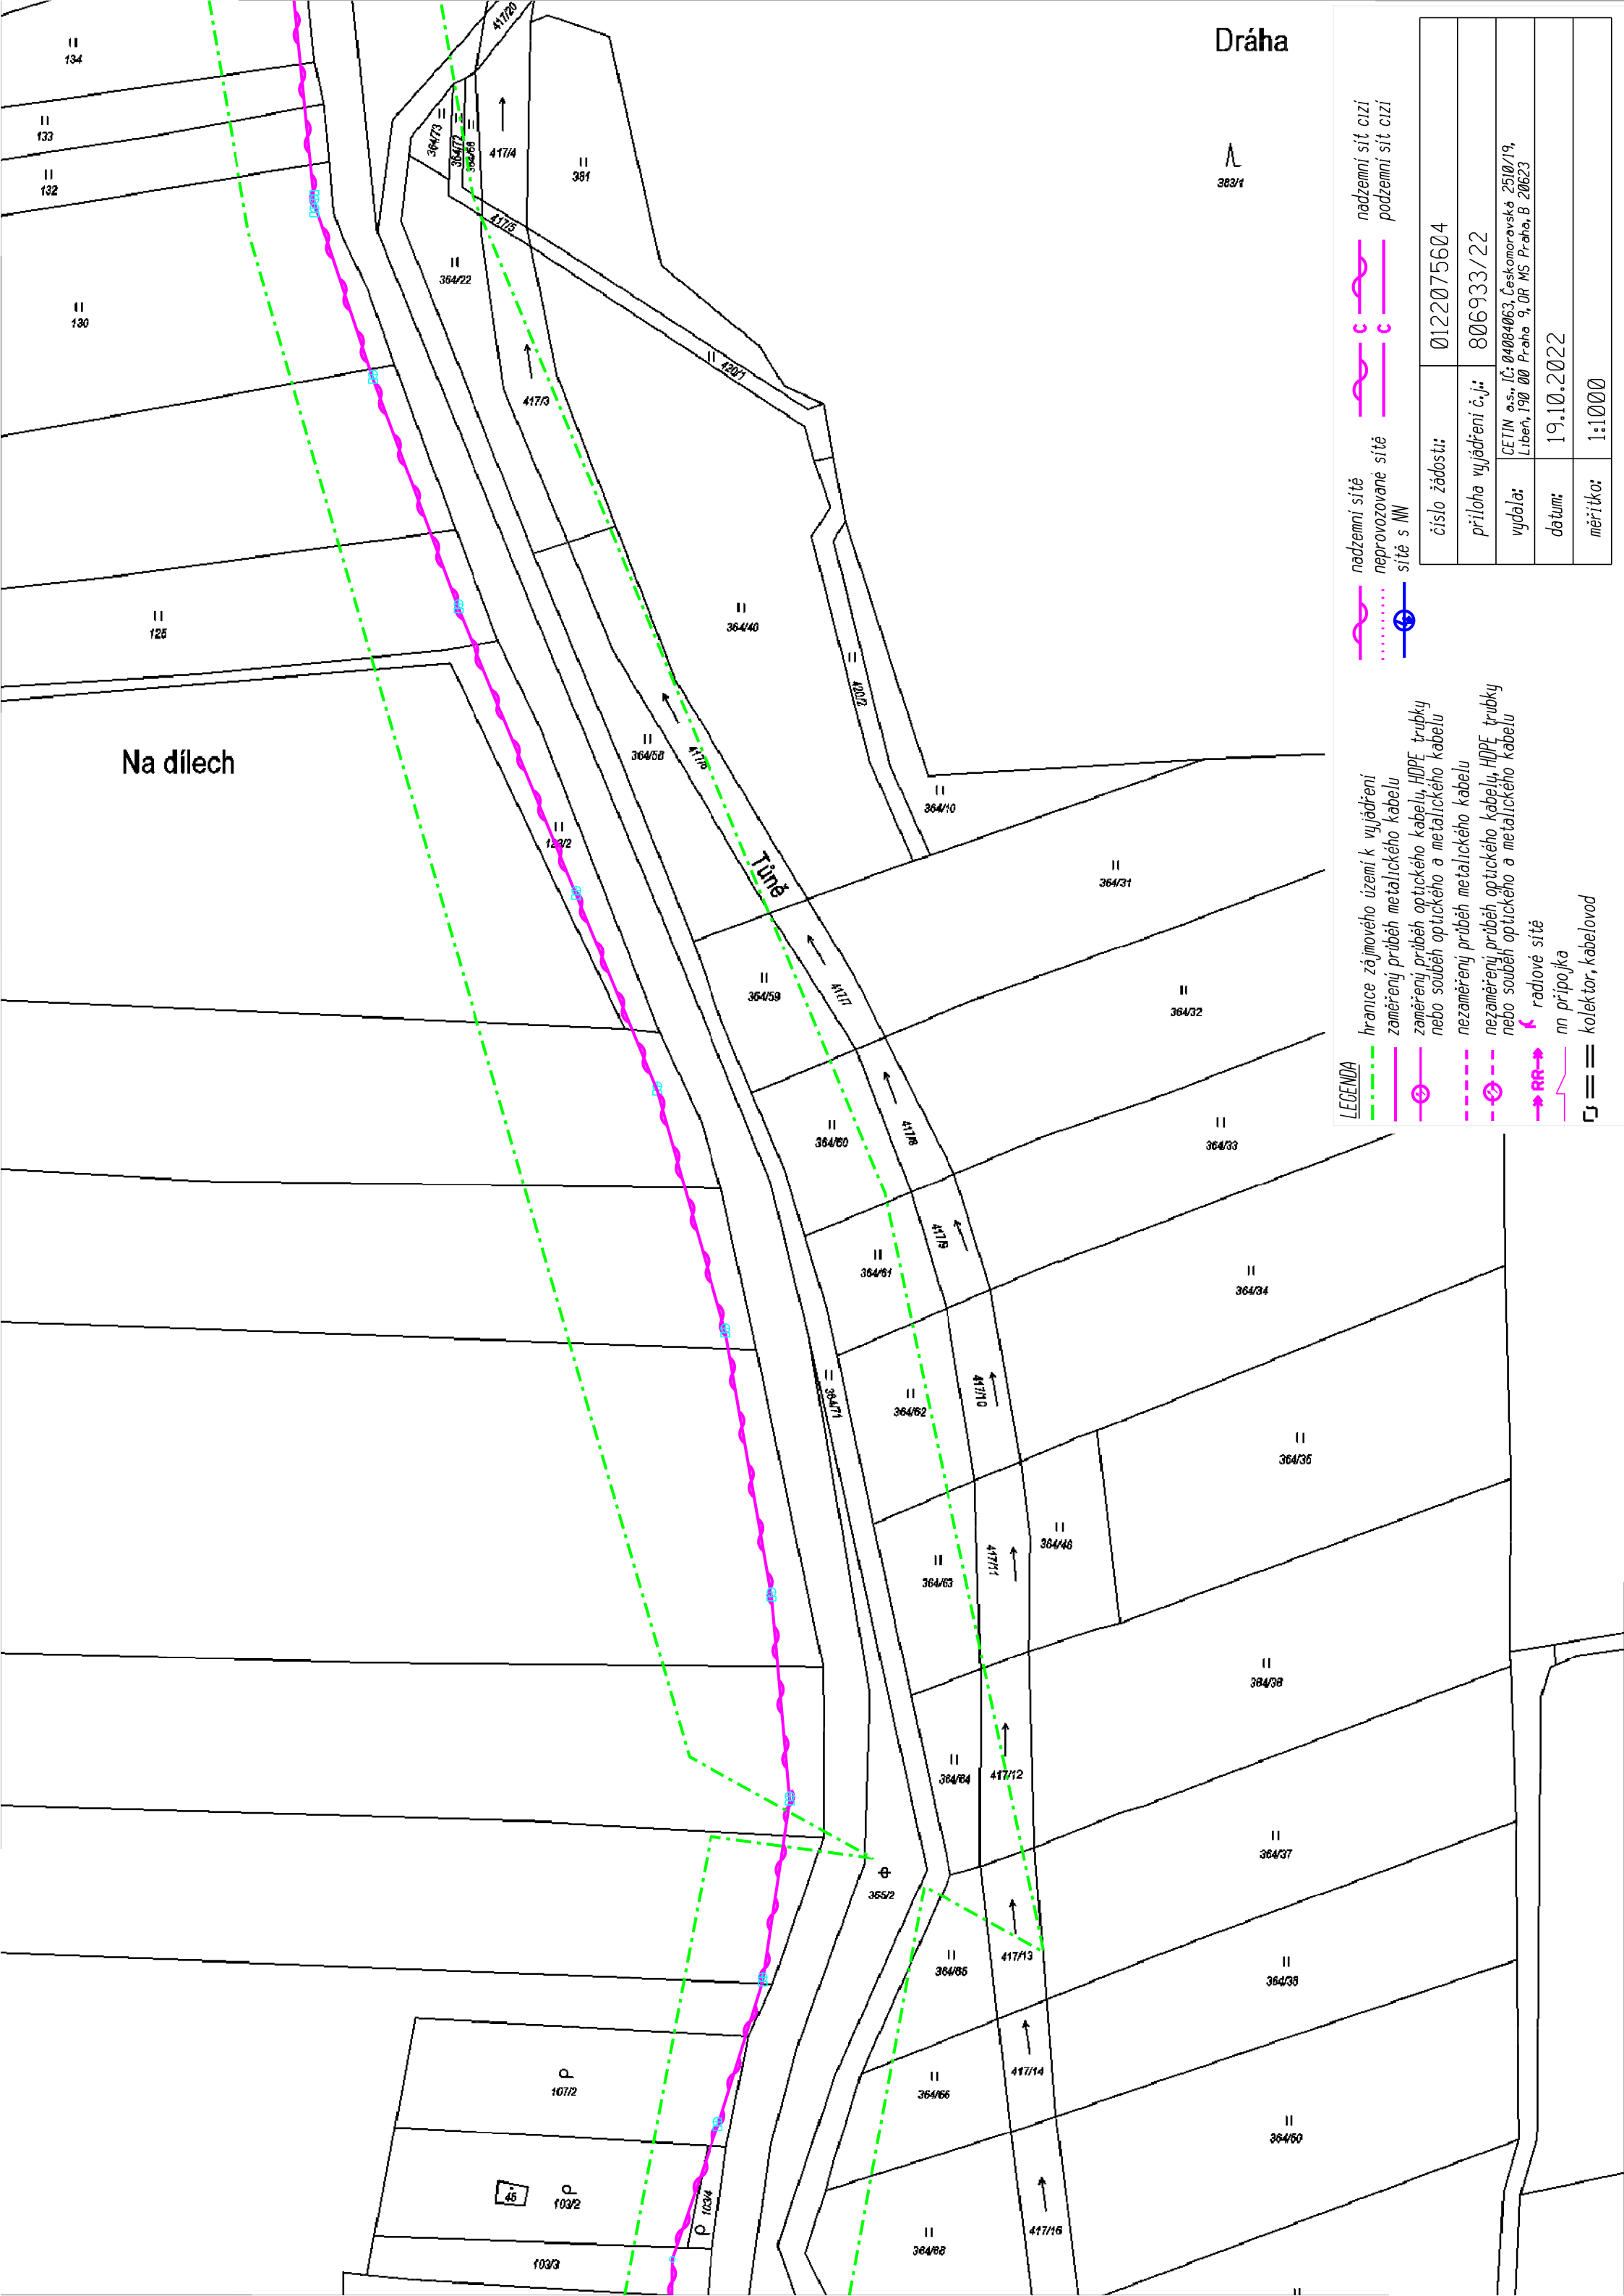 Dráha
134
133
132
130
125
Na dílech
417/20
364/73
364/72
417/4
381
383/1
417/5
364/22
420/1
417/3
364/40
420/2
364/58
417/6
364/10
Tůně
364/31
364/59
417/7
364/32
364/60
417/8
364/33
417/9
364/61
364/34
364/71
364/62
417/10
364/35
364/63
417/11
364/46
364/64
417/12
364/37
365/2
364/65
417/13
107/2
364/66
417/14
364/50
45
103/2
103/4
417/16
103/3
LEGENDA
hranice zájmového území k vyjádření
zaměřený průběh metalického kabelu
zaměřený průběh optického kabelu, HDPE trubky
nebo souběh optického a metalického kabelu
nezaměřený průběh metalického kabelu
nezaměřený průběh optického kabelu, HDPE trubky
nebo souběh optického a metalického kabelu
RR
radiové sítě
nn přípojka
kolektor, kabelovod
nadzemní sítě
neprovozované sítě
sítě s NN
C
nadzemní síť cizí
C
podzemní síť cizí
číslo žádosti: 0122075604
příloha vyjádření č.j.: 806933/22
vydala: CETIN a.s., IČ: 04084063, Českomoravská 2510/19,
Libeň, 190 00 Praha 9, OR MS Praha, B 20623
datum: 19.10.2022
měřítko: 1:1000